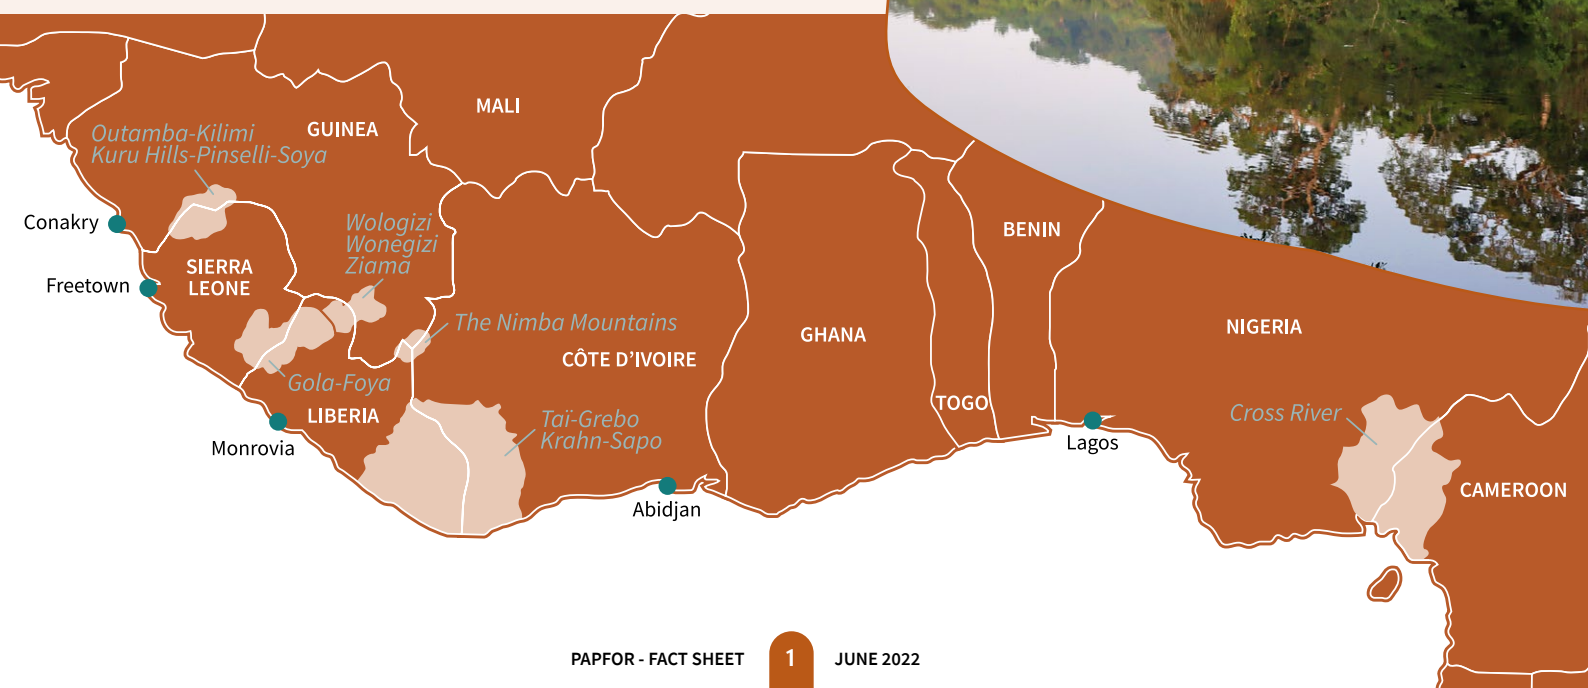 MALI
GUINEA
Outamba-Kilimi
Kuru Hills-Pinselli-Soya
Conakry
Wologizi
Wonegizi
Ziama
BENIN
SIERRA
LEONE
Freetown
The Nimba Mountains
CÔTE D’IVOIRE
GHANA
NIGERIA
Gola-Foya
LIBERIA
TOGO
Monrovia
Taï-Grebo
Krahn-Sapo
Lagos
Cross River
CAMEROON
Abidjan
PAPFOR - FACT SHEET 1 JUNE 2022